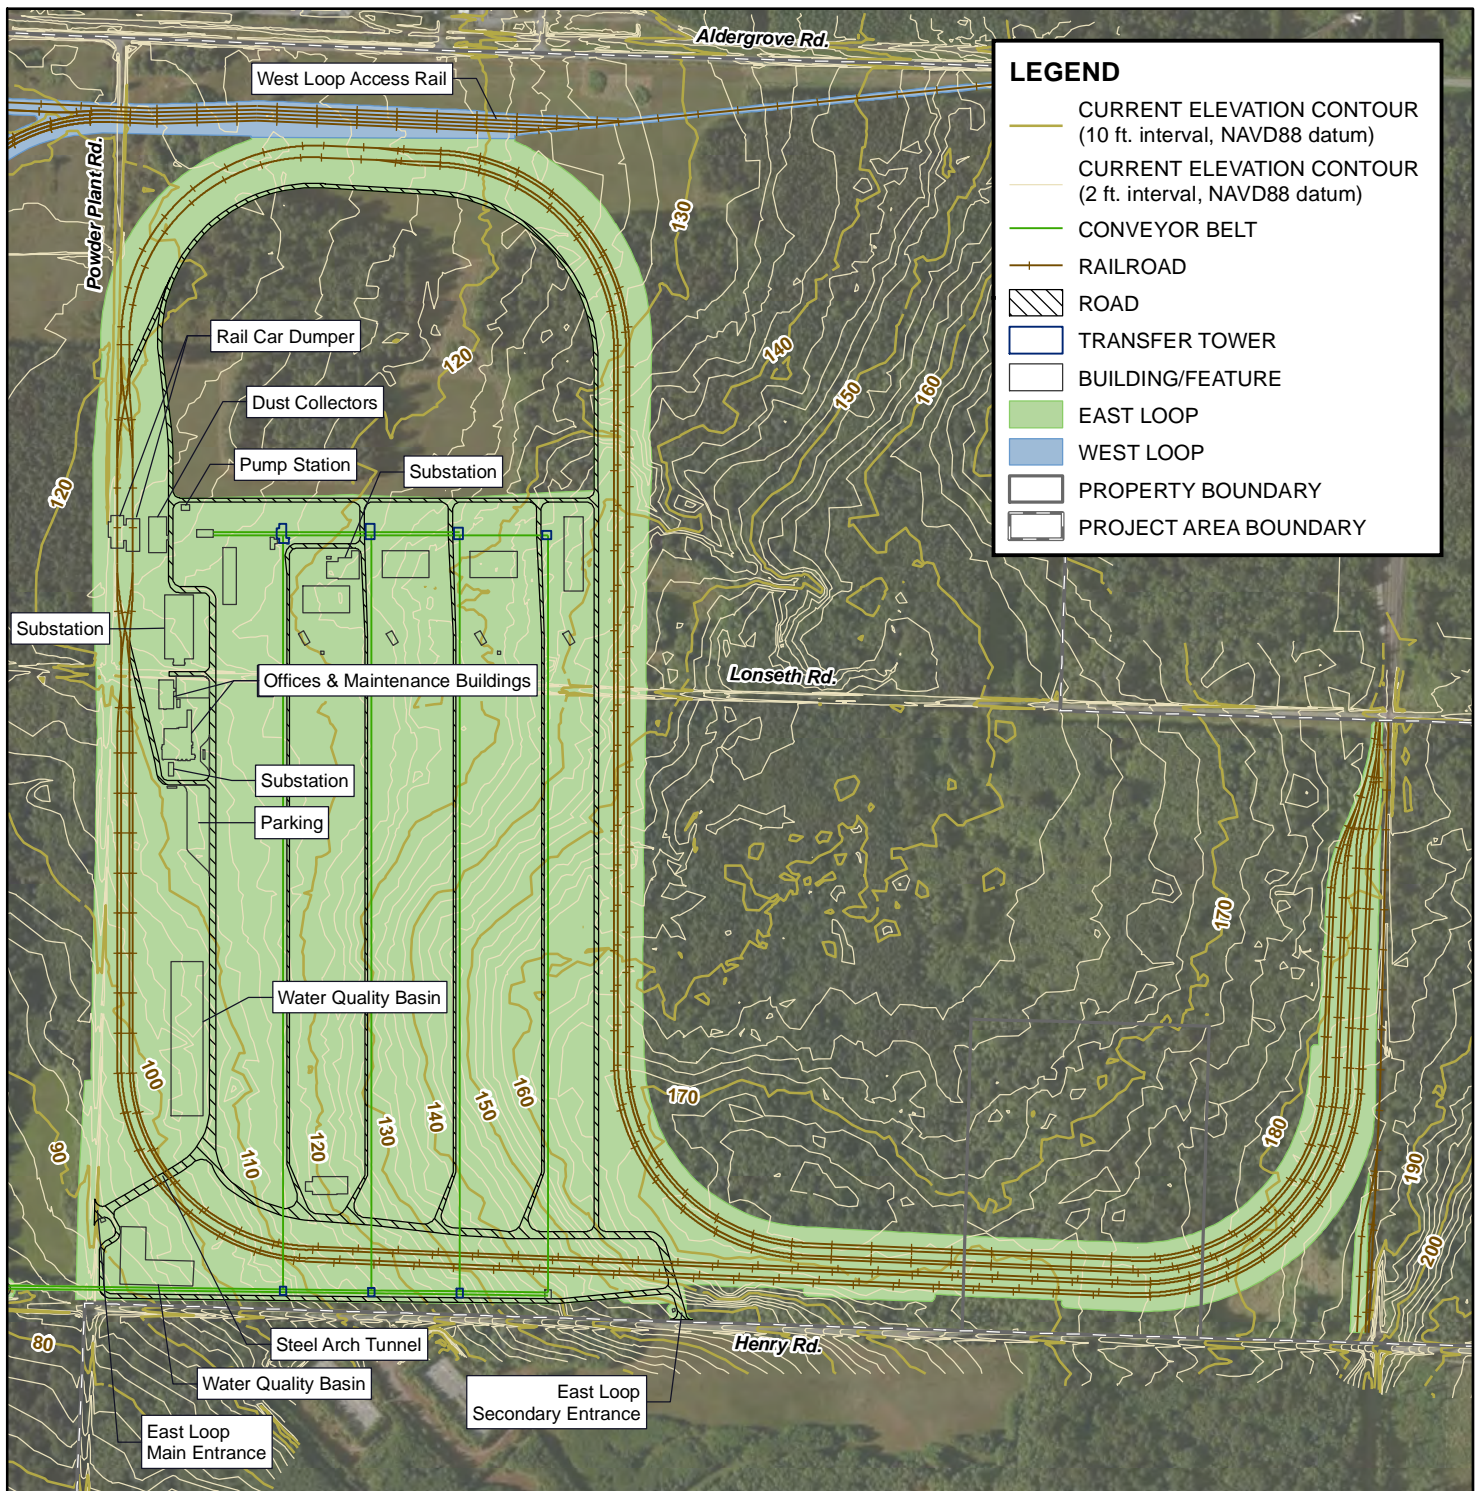 Aldergrove Rd.
West Loop Access Rail
Powder Plant Rd.
130
Rail Car Dumper
120
140
150
160
Dust Collectors
Pump Station
Substation
120
Substation
Offices & Maintenance Buildings
Lonseth Rd.
Substation
Parking
170
Water Quality Basin
100
110
120
130
140
150
160
170
180
90
190
200
80
Henry Rd.
Steel Arch Tunnel
Water Quality Basin
East Loop
Secondary Entrance
East Loop
Main Entrance
LEGEND
CURRENT ELEVATION CONTOUR
(10 ft. interval, NAVD88 datum)
CURRENT ELEVATION CONTOUR
(2 ft. interval, NAVD88 datum)
CONVEYOR BELT
RAILROAD
ROAD
TRANSFER TOWER
BUILDING/FEATURE
EAST LOOP
WEST LOOP
PROPERTY BOUNDARY
PROJECT AREA BOUNDARY